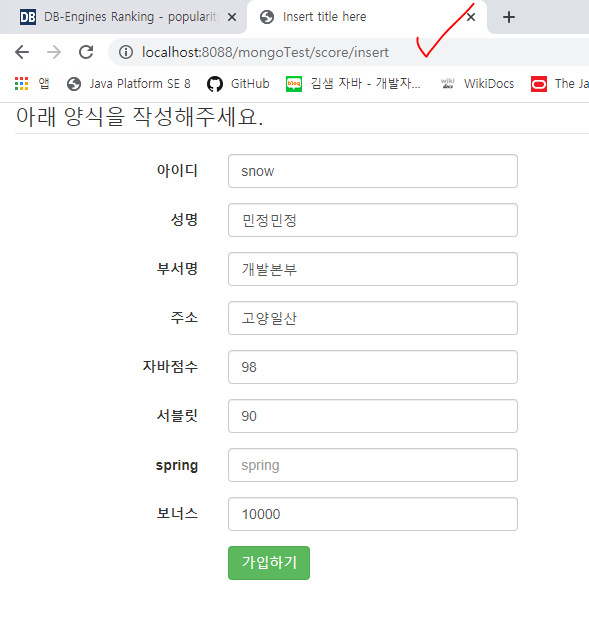 DB DB-Engines Ranking - popularit
Insert title here
localhost:8088/mongoTest/score/insert
앱 Java Platform SE 8 GitHub blog 김샘 자바 - 개발자... wiki WikiDocs The Ja
아래 양식을 작성해주세요.
아이디 snow
성명 민정민정
부서명 개발본부
주소 고양일산
자바점수 98
서블릿 90
spring spring
보너스 10000
가입하기